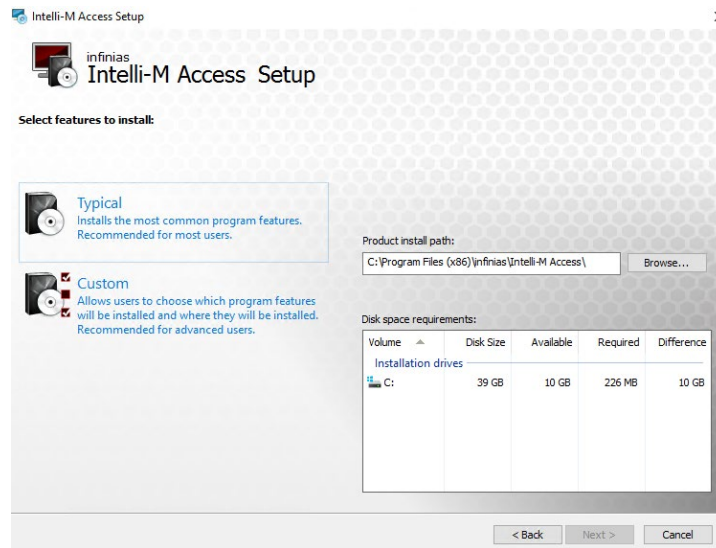 Intelli-M Access Setup
infinias
Intelli-M Access Setup
Select features to install:
Typical
Installs the most common program features.
Recommended for most users.
Custom
Allows users to choose which program features
will be installed and where they will be installed.
Recommended for advanced users.
Product install path:
C:\Program Files (x86)\infinias\Intelli-M Access\ Browse...
Disk space requirements:
Volume Disk Size Available Required Difference
Installation drives
C: 39 GB 10 GB 226 MB 10 GB
< Back Next > Cancel